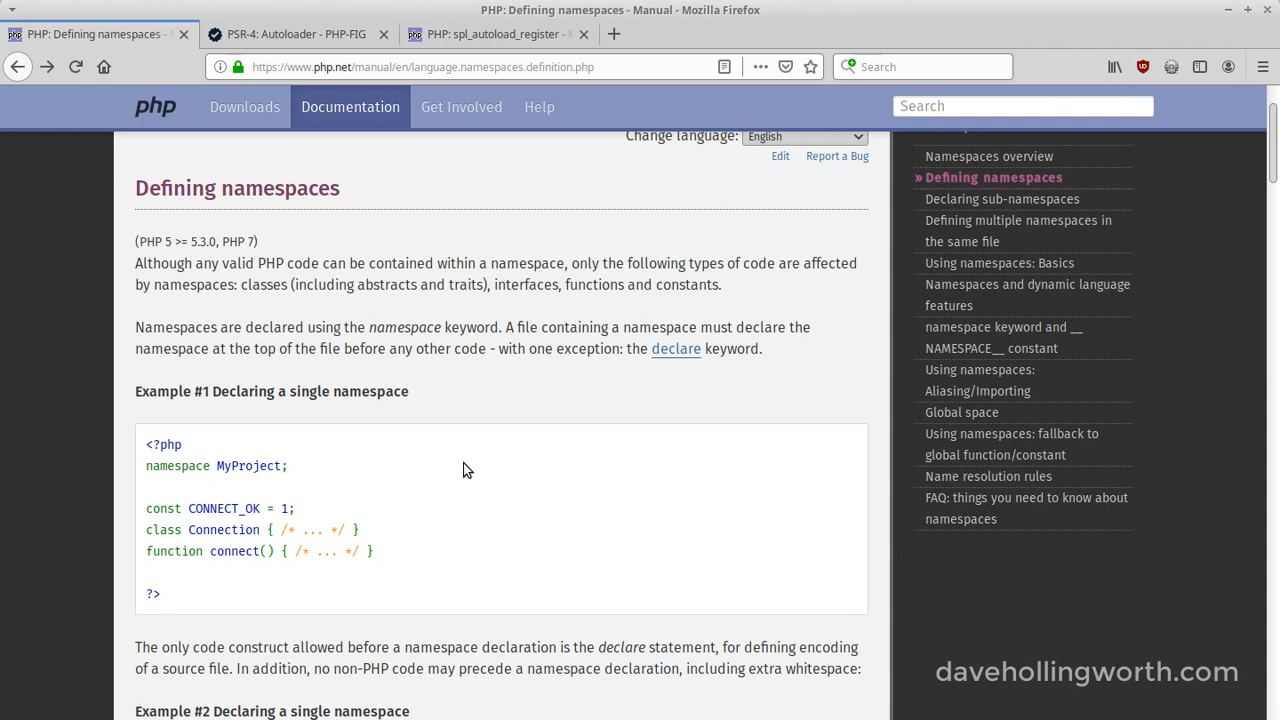 PHP: Defining namespaces - Manual - Mozilla Firefox
PHP: Defining namespaces -
PSR-4: Autoloader - PHP-FIG
PHP: spl_autoload_register -
https://www.php.net/manual/en/language.namespaces.definition.php
Search
php
Downloads
Documentation
Get Involved
Help
Search
Change language:
English
Edit
Report a Bug
Defining namespaces
(PHP 5 >= 5.3.0, PHP 7)
Although any valid PHP code can be contained within a namespace, only the following types of code are affected
by namespaces: classes (including abstracts and traits), interfaces, functions and constants.
Namespaces are declared using the namespace keyword. A file containing a namespace must declare the
namespace at the top of the file before any other code - with one exception: the declare keyword.
Example #1 Declaring a single namespace
<?php
namespace MyProject;
const CONNECT_OK = 1;
class Connection { /* ... */ }
function connect() { /* ... */ }
?>
The only code construct allowed before a namespace declaration is the declare statement, for defining encoding
of a source file. In addition, no non-PHP code may precede a namespace declaration, including extra whitespace:
Example #2 Declaring a single namespace
Namespaces overview
» Defining namespaces
Declaring sub-namespaces
Defining multiple namespaces in
the same file
Using namespaces: Basics
Namespaces and dynamic language
features
namespace keyword and __
NAMESPACE__ constant
Using namespaces:
Aliasing/Importing
Global space
Using namespaces: fallback to
global function/constant
Name resolution rules
FAQ: things you need to know about
namespaces
davehollingworth.com